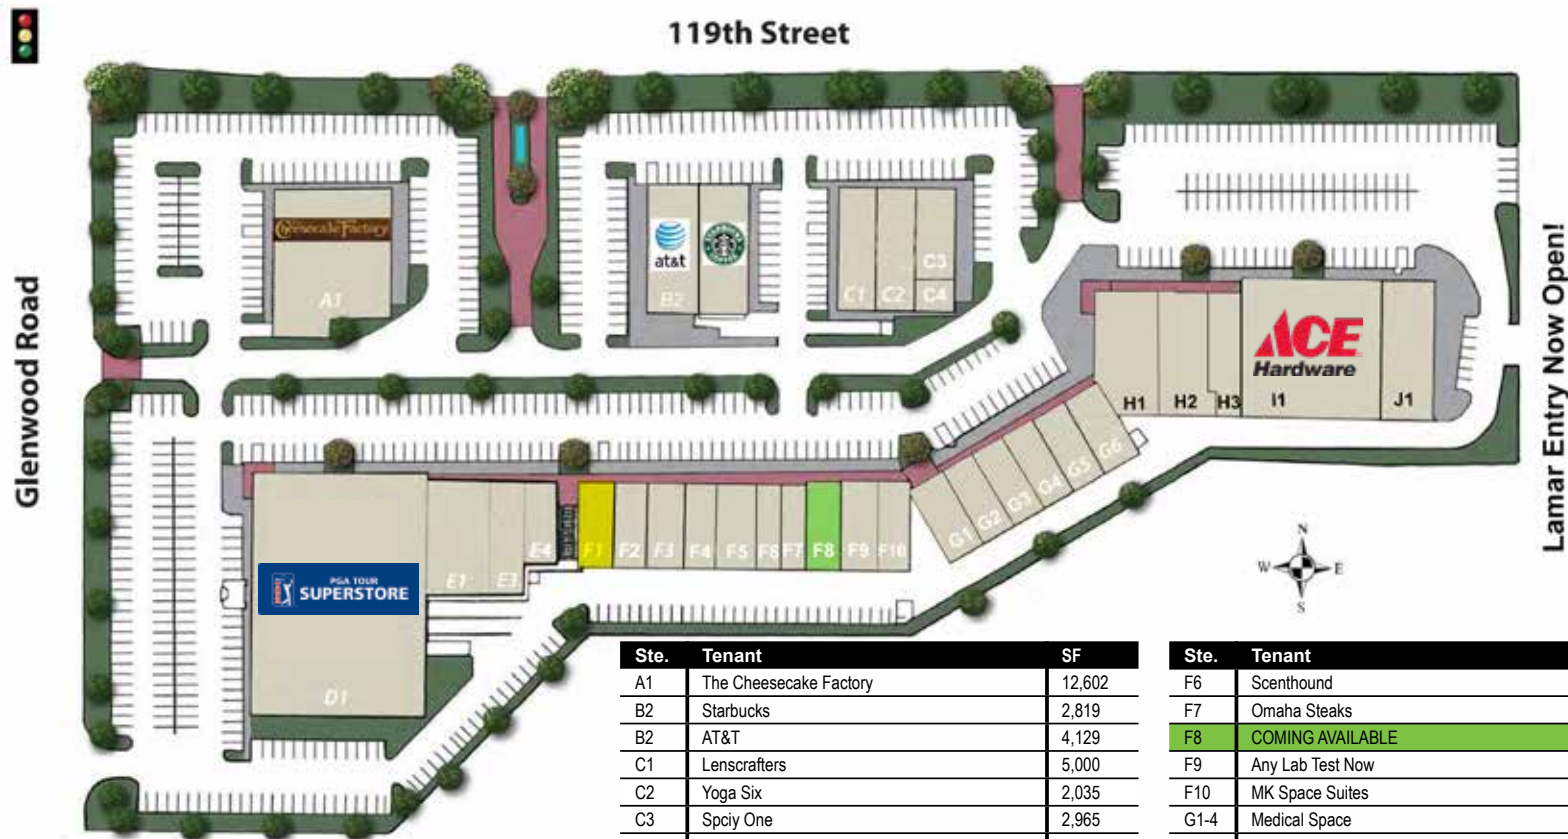 119th Street
Glenwood Road
Lamar Entry Now Open!
Cheesecake Factory
A1
at&t
B2
STARBUCKS COFFEE
C1
C2
C3
C4
ACE
Hardware
H1
H2
H3
I1
J1
G1
G2
G3
G4
G5
G6
PGA TOUR
SUPERSTORE
D1
E1
E3
E4
F1
F2
F3
F4
F5
F6
F7
F8
F9
F10
N
W
E
S
Ste. Tenant SF
A1 The Cheesecake Factory 12,602
B2 Starbucks 2,819
B2 AT&T 4,129
C1 Lenscrafters 5,000
C2 Yoga Six 2,035
C3 Spciy One 2,965
Ste. Tenant
F6 Scenthound
F7 Omaha Steaks
F8 COMING AVAILABLE
F9 Any Lab Test Now
F10 MK Space Suites
G1-4 Medical Space